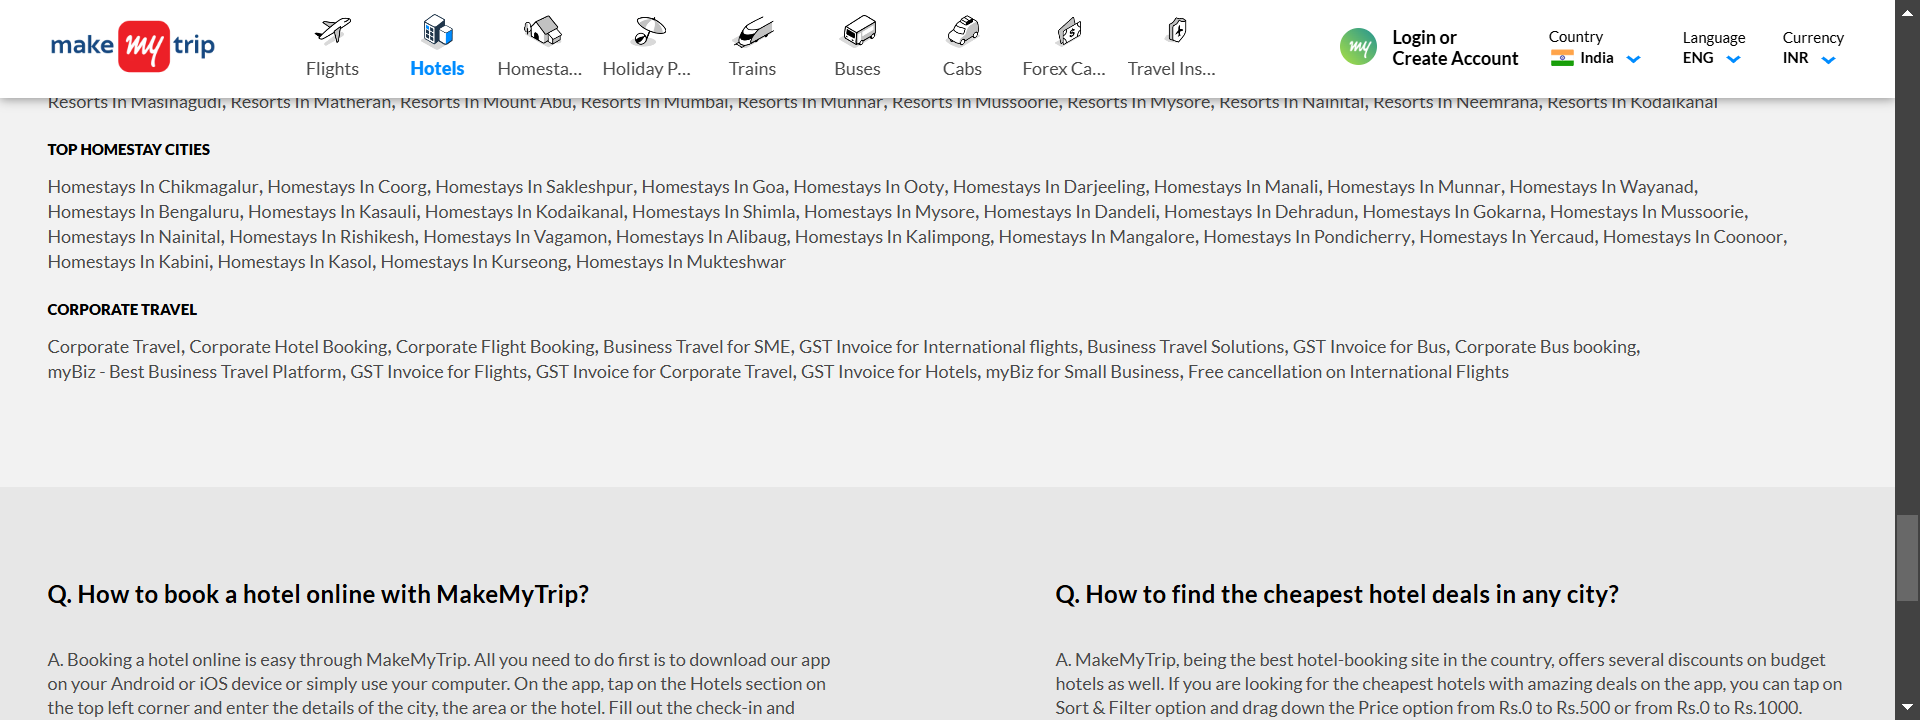 make my trip
Flights
Hotels
Homesta...
Holiday P...
Trains
Buses
Cabs
Forex Ca...
Travel Ins...
my
Login or
Create Account
Country
India
Language
ENG
Currency
INR
Resorts In Masinagudi, Resorts In Matheran, Resorts In Mount Abu, Resorts In Mumbai, Resorts In Munnar, Resorts In Mussoorie, Resorts In Mysore, Resorts In Nainital, Resorts In Neemrana, Resorts In Kodaikanal
TOP HOMESTAY CITIES
Homestays In Chikmagalur, Homestays In Coorg, Homestays In Sakleshpur, Homestays In Goa, Homestays In Ooty, Homestays In Darjeeling, Homestays In Manali, Homestays In Munnar, Homestays In Wayanad,
Homestays In Bengaluru, Homestays In Kasauli, Homestays In Kodaikanal, Homestays In Shimla, Homestays In Mysore, Homestays In Dandeli, Homestays In Dehradun, Homestays In Gokarna, Homestays In Mussoorie,
Homestays In Nainital, Homestays In Rishikesh, Homestays In Vagamon, Homestays In Alibaug, Homestays In Kalimpong, Homestays In Mangalore, Homestays In Pondicherry, Homestays In Yercaud, Homestays In Coonoor,
Homestays In Kabini, Homestays In Kasol, Homestays In Kurseong, Homestays In Mukteshwar
CORPORATE TRAVEL
Corporate Travel, Corporate Hotel Booking, Corporate Flight Booking, Business Travel for SME, GST Invoice for International flights, Business Travel Solutions, GST Invoice for Bus, Corporate Bus booking,
myBiz - Best Business Travel Platform, GST Invoice for Flights, GST Invoice for Corporate Travel, GST Invoice for Hotels, myBiz for Small Business, Free cancellation on International Flights
Q. How to book a hotel online with MakeMyTrip?
A. Booking a hotel online is easy through MakeMyTrip. All you need to do first is to download our app
on your Android or iOS device or simply use your computer. On the app, tap on the Hotels section on
the top left corner and enter the details of the city, the area or the hotel. Fill out the check-in and
Q. How to find the cheapest hotel deals in any city?
A. MakeMyTrip, being the best hotel-booking site in the country, offers several discounts on budget
hotels as well. If you are looking for the cheapest hotels with amazing deals on the app, you can tap on
Sort & Filter option and drag down the Price option from Rs.0 to Rs.500 or from Rs.0 to Rs.1000.